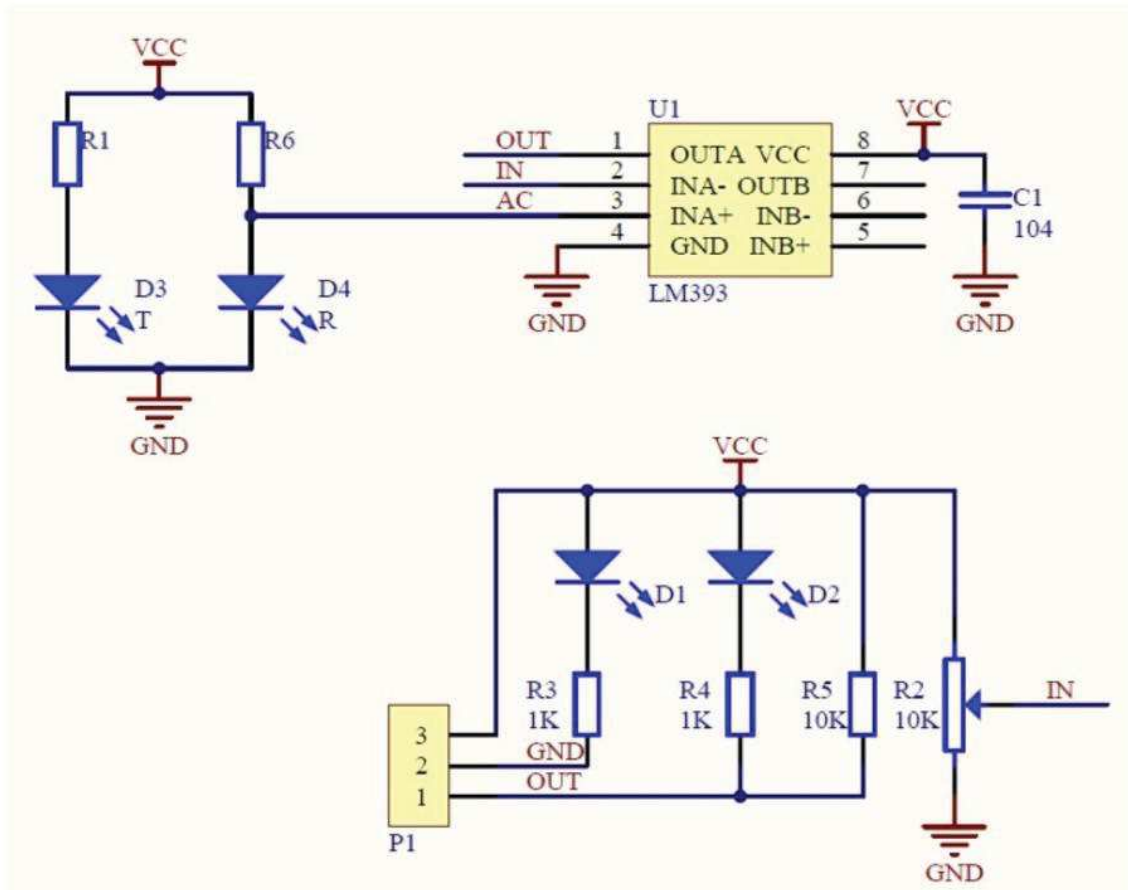 VCC
R1
R6
D3
T
D4
R
GND
U1
OUT 1 OUTA VCC 8 VCC
IN 2 INA- OUTB 7
AC 3 INA+ INB- 6
4 GND INB+ 5
C1
104
LM393
GND
GND
VCC
D1
D2
R3
1K
R4
1K
R5
10K
R2
10K
IN
3
2 GND
1 OUT
P1
GND